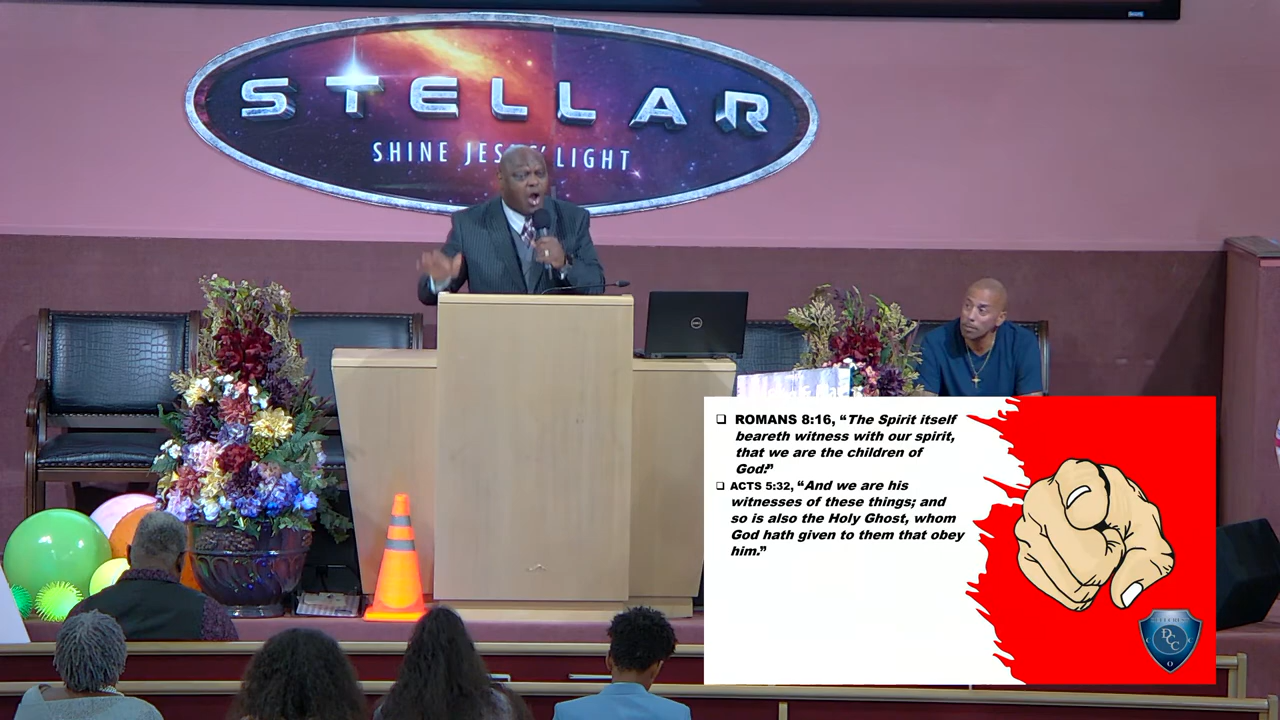 STELLAR
SHINE LIGHT
DELL
❑ ROMANS 8:16, “The Spirit itself
beareth witness with our spirit,
that we are the children of
God:”
❑ ACTS 5:32, “And we are his
witnesses of these things; and
so is also the Holy Ghost, whom
God hath given to them that obey
him.”
DCC
O